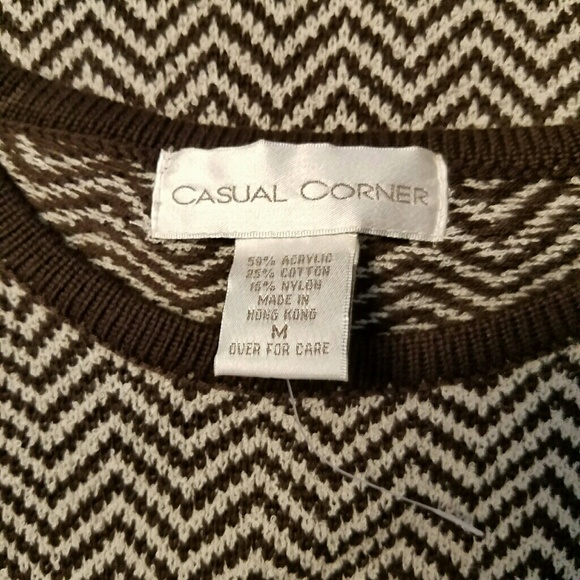 CASUAL CORNER
59% ACRYLIC
25% COTTON
16% NYLON
MADE IN
HONG KONG
M
OVER FOR CARE